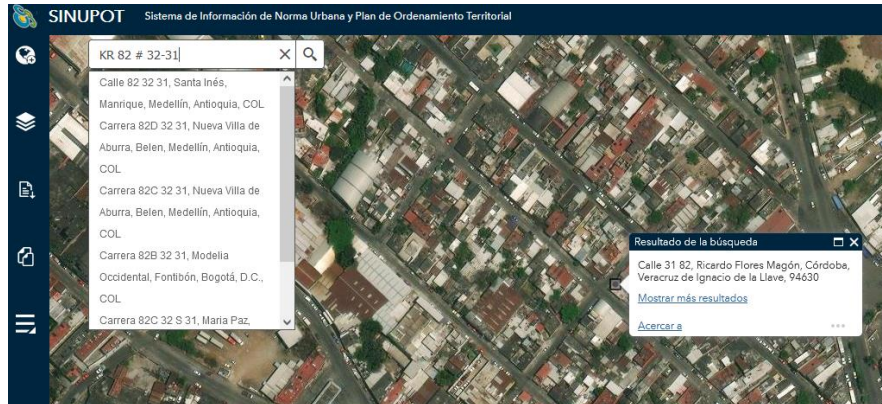 SINUPOT Sistema de Información de Norma Urbana y Plan de Ordenamiento Territorial
KR 82 # 32-31
Calle 82 32 31, Santa Inés,
Manrique, Medellín, Antioquia, COL
Carrera 82D 32 31, Nueva Villa de
Aburra, Belen, Medellín, Antioquia,
COL
Carrera 82C 32 31, Nueva Villa de
Aburra, Belen, Medellín, Antioquia,
COL
Carrera 82B 32 31, Modelia
Occidental, Fontibón, Bogotá, D.C.,
COL
Carrera 82C 32 S 31, Maria Paz,
Resultado de la búsqueda
Calle 31 82, Ricardo Flores Magón, Córdoba,
Veracruz de Ignacio de la Llave, 94630
Mostrar más resultados
Acercar a